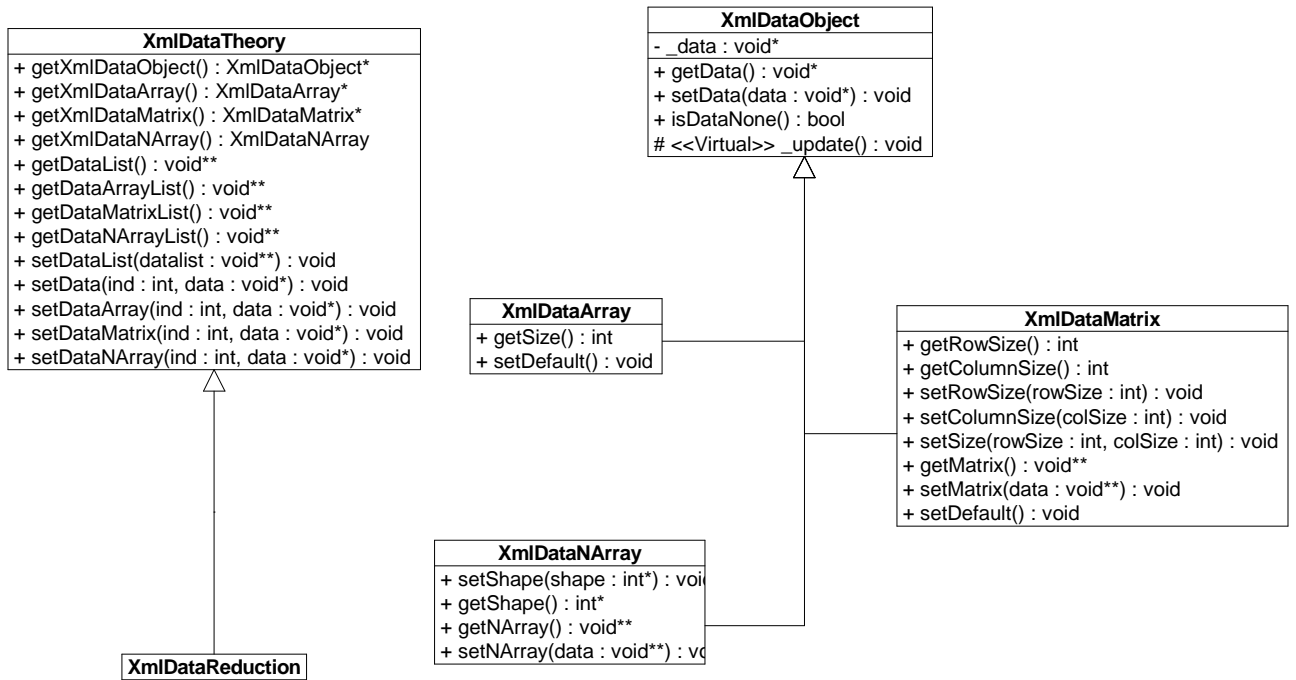 XmlDataTheory
+ getXmlDataObject() : XmlDataObject*
+ getXmlDataArray() : XmlDataArray*
+ getXmlDataMatrix() : XmlDataMatrix*
+ getXmlDataNArray() : XmlDataNArray
+ getDataList() : void**
+ getDataArrayList() : void**
+ getDataMatrixList() : void**
+ getDataNArrayList() : void**
+ setDataList(datalist : void**) : void
+ setData(ind : int, data : void*) : void
+ setDataArray(ind : int, data : void*) : void
+ setDataMatrix(ind : int, data : void*) : void
+ setDataNArray(ind : int, data : void*) : void
XmlDataObject
- _data : void*
+ getData() : void*
+ setData(data : void*) : void
+ isDataNone() : bool
# <<Virtual>> _update() : void
XmlDataArray
+ getSize() : int
+ setDefault() : void
XmlDataMatrix
+ getRowSize() : int
+ getColumnSize() : int
+ setRowSize(rowSize : int) : void
+ setColumnSize(colSize : int) : void
+ setSize(rowSize : int, colSize : int) : void
+ getMatrix() : void**
+ setMatrix(data : void**) : void
+ setDefault() : void
XmlDataNArray
+ setShape(shape : int*) : voi
+ getShape() : int*
+ getNArray() : void**
+ setNArray(data : void**) : vo
XmlDataReduction